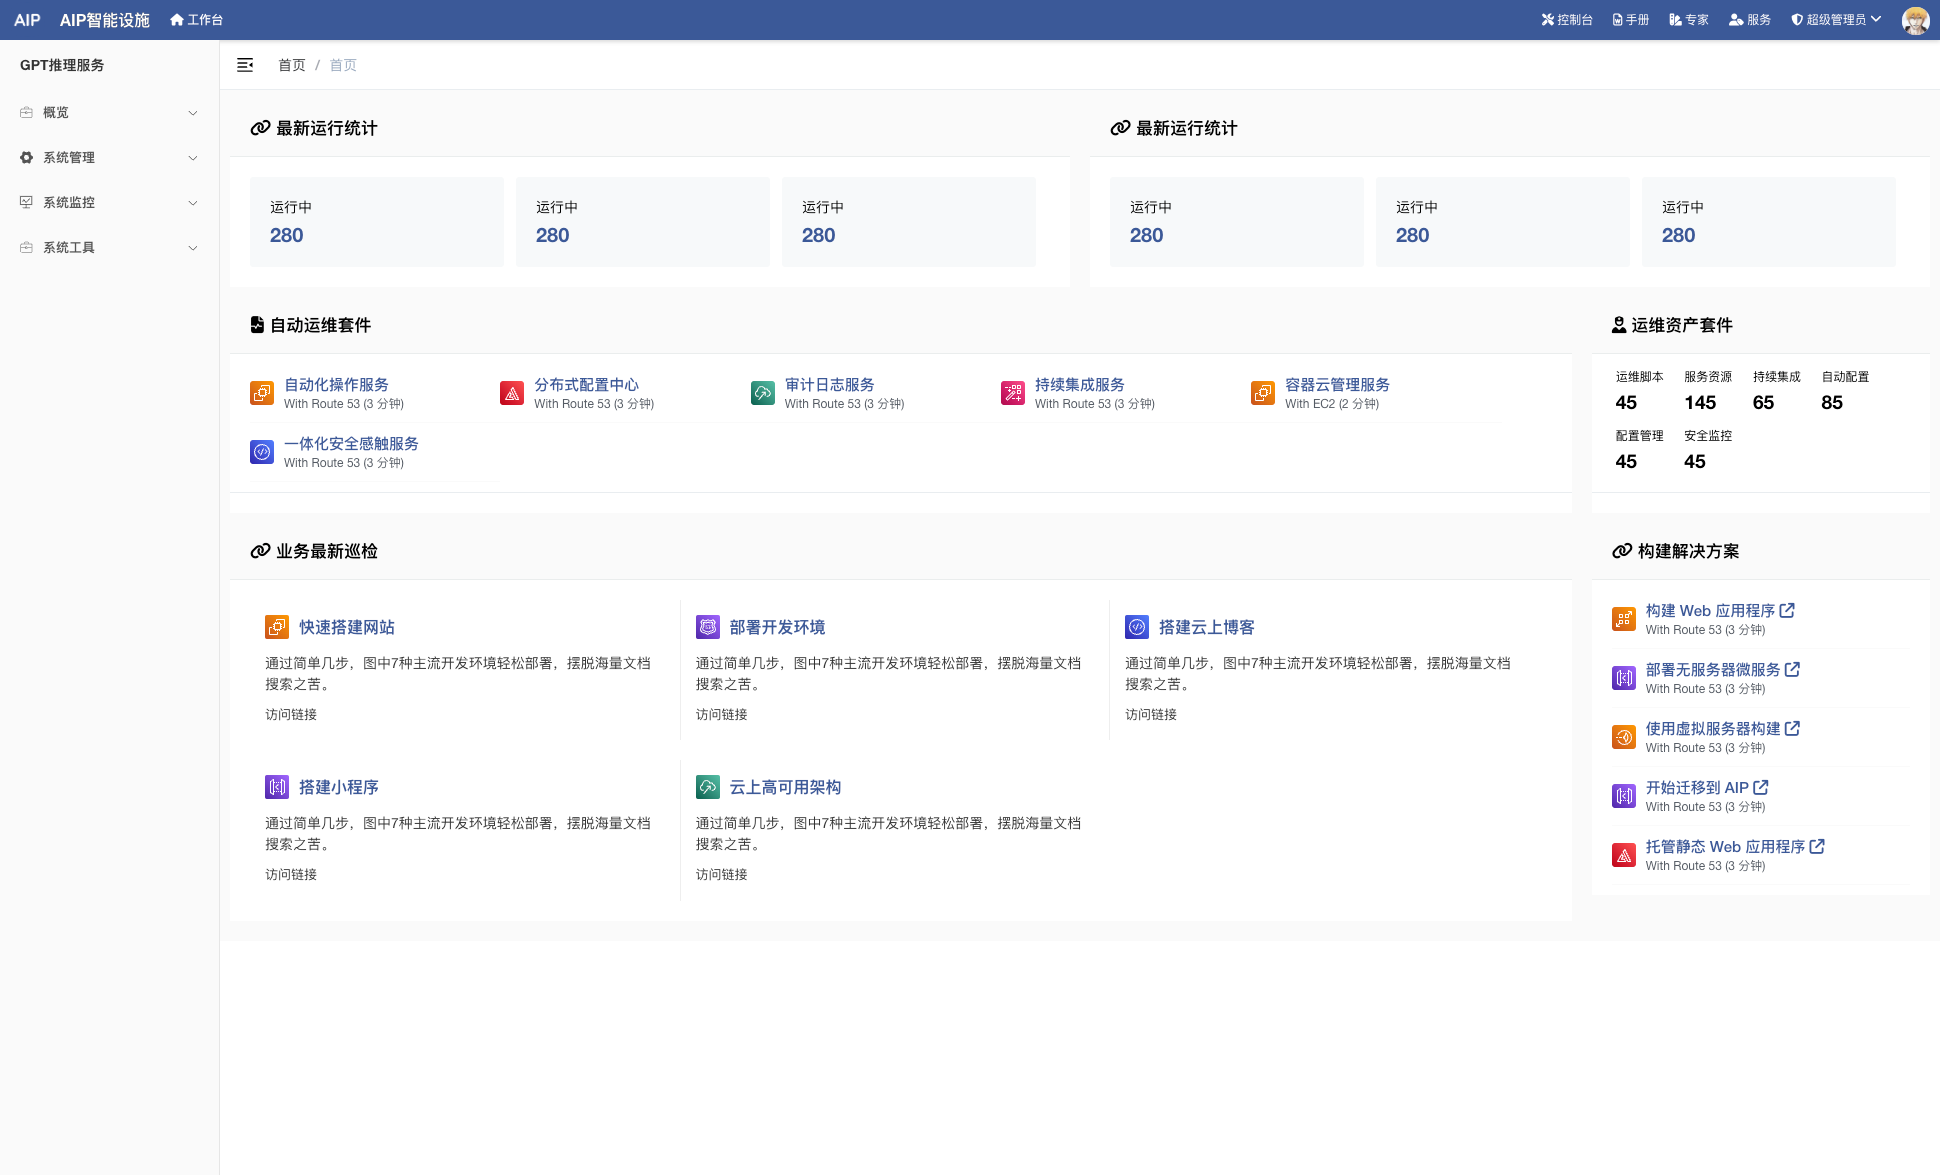 AIP AIP智能设施 工作台 控制台 手册 专家 服务 超级管理员
GPT推理服务
概览
系统管理
系统监控
系统工具
首页 / 首页
最新运行统计
运行中 运行中 运行中
280 280 280
最新运行统计
运行中 运行中 运行中
280 280 280
自动运维套件
自动化操作服务
With Route 53 (3 分钟)
分布式配置中心
With Route 53 (3 分钟)
审计日志服务
With Route 53 (3 分钟)
持续集成服务
With Route 53 (3 分钟)
容器云管理服务
With EC2 (2 分钟)
一体化安全感触服务
With Route 53 (3 分钟)
运维资产套件
运维脚本 服务资源 持续集成 自动配置
45 145 65 85
配置管理 安全监控
45 45
业务最新巡检
快速搭建网站
通过简单几步，图中7种主流开发环境轻松部署，摆脱海量文档
搜索之苦。
访问链接
部署开发环境
通过简单几步，图中7种主流开发环境轻松部署，摆脱海量文档
搜索之苦。
访问链接
搭建云上博客
通过简单几步，图中7种主流开发环境轻松部署，摆脱海量文档
搜索之苦。
访问链接
搭建小程序
通过简单几步，图中7种主流开发环境轻松部署，摆脱海量文档
搜索之苦。
访问链接
云上高可用架构
通过简单几步，图中7种主流开发环境轻松部署，摆脱海量文档
搜索之苦。
访问链接
构建解决方案
构建 Web 应用程序
With Route 53 (3 分钟)
部署无服务器微服务
With Route 53 (3 分钟)
使用虚拟服务器构建
With Route 53 (3 分钟)
开始迁移到 AIP
With Route 53 (3 分钟)
托管静态 Web 应用程序
With Route 53 (3 分钟)